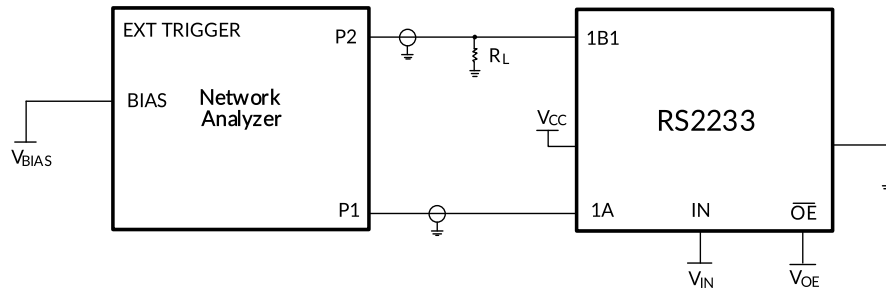 EXT TRIGGER
P2
1B1
RL
BIAS
Network
Analyzer
VCC
RS2233
VBIAS
P1
1A
IN
OE
VIN
VOE